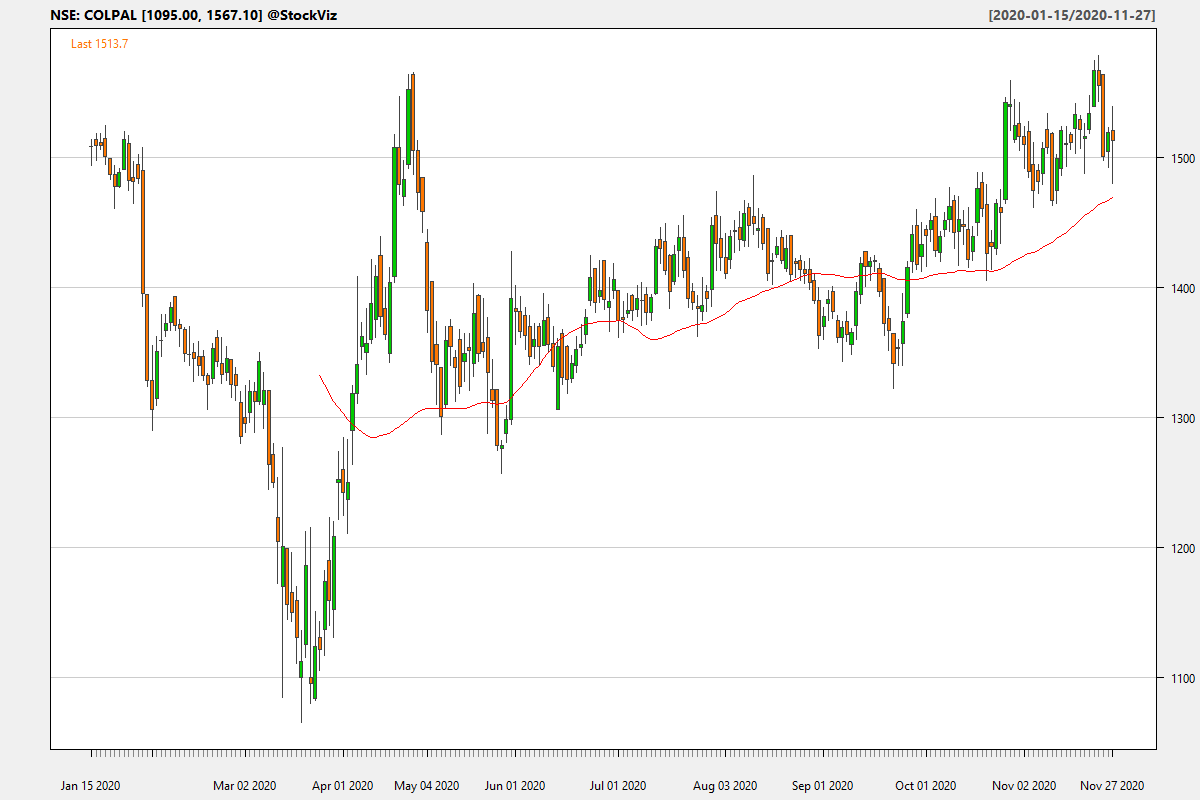 NSE: COLPAL [1095.00, 1567.10] @StockViz
[2020-01-15/2020-11-27]
Last 1513.7
1500
1400
1300
1200
1100
Jan 15 2020
Mar 02 2020
Apr 01 2020
May 04 2020
Jun 01 2020
Jul 01 2020
Aug 03 2020
Sep 01 2020
Oct 01 2020
Nov 02 2020
Nov 27 2020